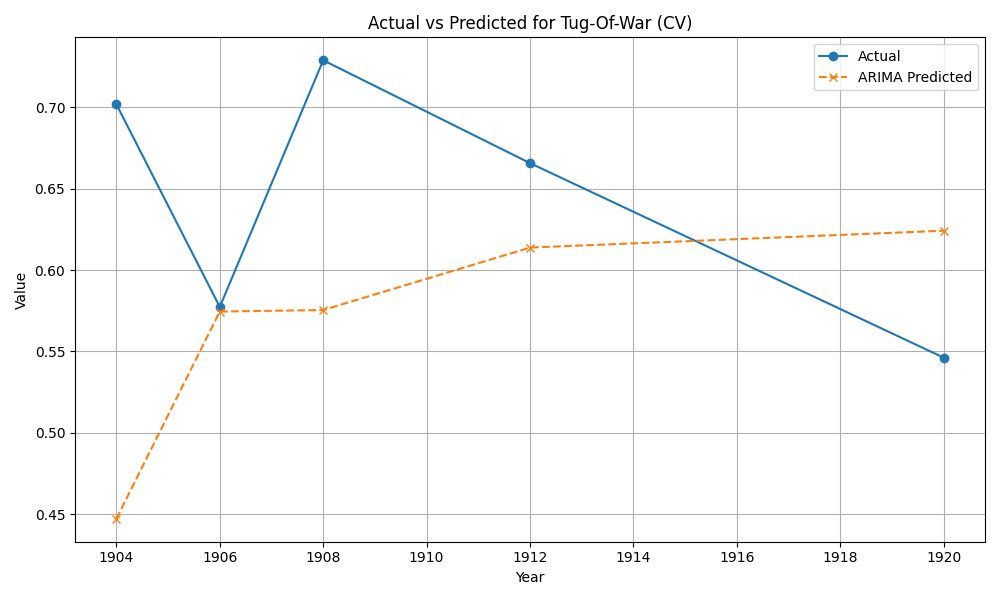 Actual vs Predicted for Tug-Of-War (CV)
Actual
ARIMA Predicted
Value
0.70
0.65
0.60
0.55
0.50
0.45
1904 1906 1908 1910 1912 1914 1916 1918 1920
Year